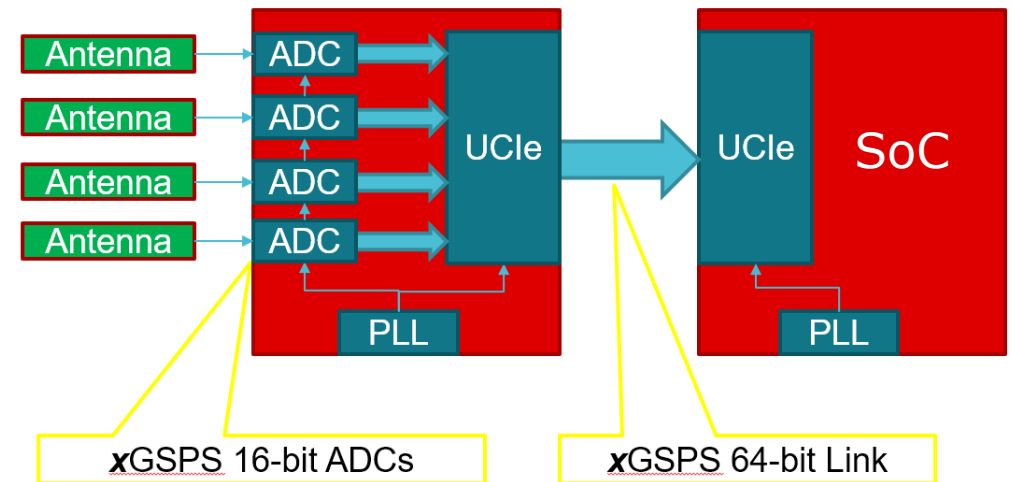 Antenna
ADC
Antenna
ADC
Antenna
ADC
Antenna
ADC
UCIe
UCIe
SoC
PLL
PLL
xGSPS 16-bit ADCs
xGSPS 64-bit Link